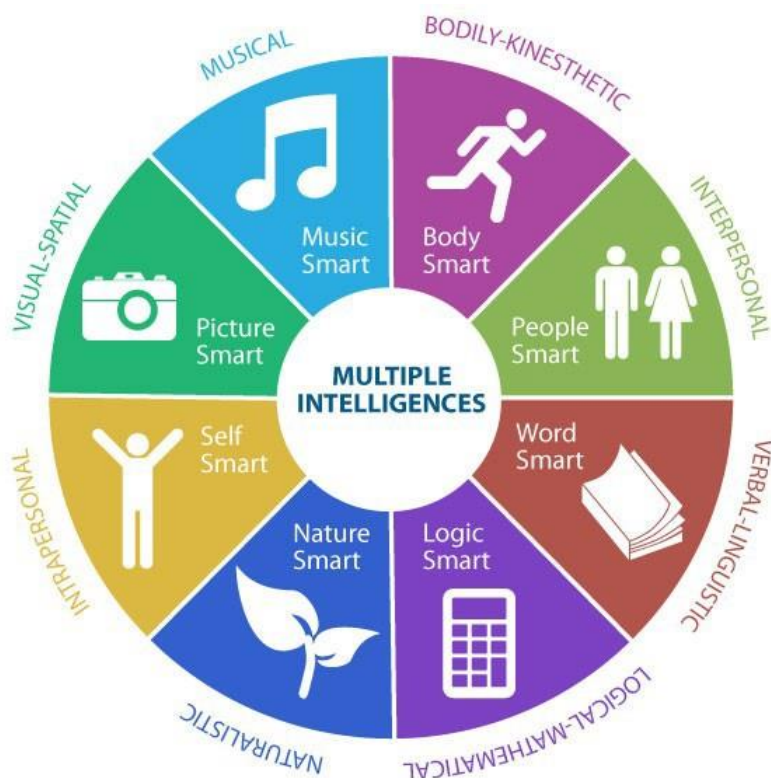 MUSICAL
BODILY-KINESTHETIC
INTERPERSONAL
VERBAL-LINGUISTIC
LOGICAL-MATHEMATICAL
NATURALISTIC
INTRAPERSONAL
VISUAL-SPATIAL
Music
Smart
Body
Smart
People
Smart
Word
Smart
Logic
Smart
Nature
Smart
Self
Smart
Picture
Smart
MULTIPLE
INTELLIGENCES